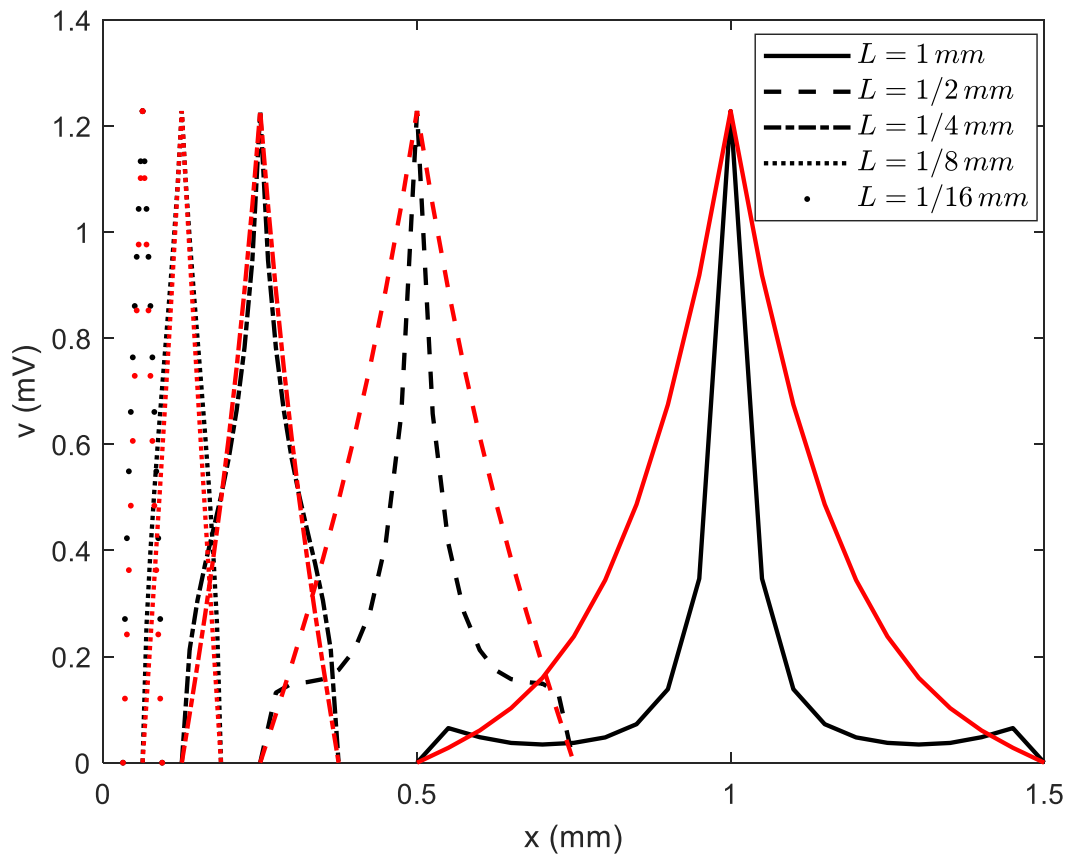 1.4
1.2
1
0.8
0.6
0.4
0.2
0
v (mV)
L = 1 mm
L = 1/2 mm
L = 1/4 mm
L = 1/8 mm
L = 1/16 mm
0 0.5 1 1.5
x (mm)